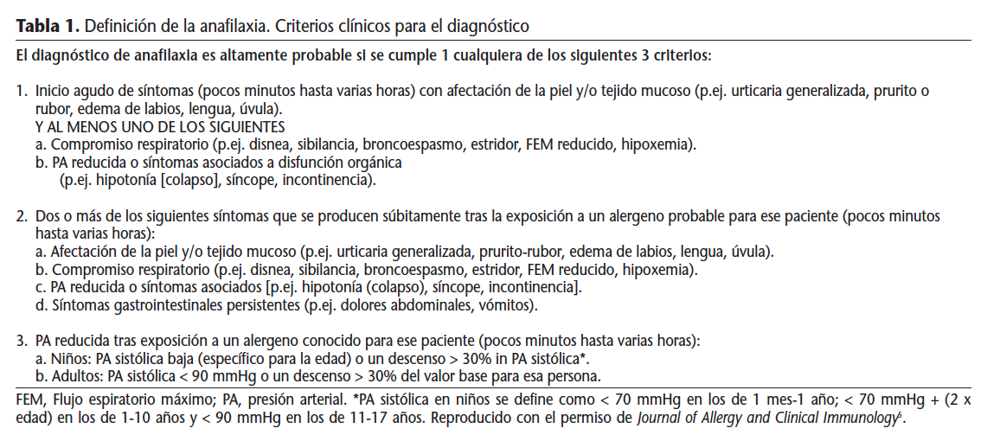 Tabla 1. Definición de la anafilaxia. Criterios clínicos para el diagnóstico
El diagnóstico de anafilaxia es altamente probable si se cumple 1 cualquiera de los siguientes 3 criterios:
1. Inicio agudo de síntomas (pocos minutos hasta varias horas) con afectación de la piel y/o tejido mucoso (p.ej. urticaria generalizada, prurito o
rubor, edema de labios, lengua, úvula).
Y AL MENOS UNO DE LOS SIGUIENTES
a. Compromiso respiratorio (p.ej. disnea, sibilancia, broncoespasmo, estridor, FEM reducido, hipoxemia).
b. PA reducida o síntomas asociados a disfunción orgánica
(p.ej. hipotonía [colapso], síncope, incontinencia).
2. Dos o más de los siguientes síntomas que se producen súbitamente tras la exposición a un alergeno probable para ese paciente (pocos minutos
hasta varias horas):
a. Afectación de la piel y/o tejido mucoso (p.ej. urticaria generalizada, prurito-rubor, edema de labios, lengua, úvula).
b. Compromiso respiratorio (p.ej. disnea, sibilancia, broncoespasmo, estridor, FEM reducido, hipoxemia).
c. PA reducida o síntomas asociados [p.ej. hipotonía (colapso), síncope, incontinencia].
d. Síntomas gastrointestinales persistentes (p.ej. dolores abdominales, vómitos).
3. PA reducida tras exposición a un alergeno conocido para ese paciente (pocos minutos hasta varias horas):
a. Niños: PA sistólica baja (específico para la edad) o un descenso > 30% in PA sistólica*.
b. Adultos: PA sistólica < 90 mmHg o un descenso > 30% del valor base para esa persona.
FEM, Flujo espiratorio máximo; PA, presión arterial. *PA sistólica en niños se define como < 70 mmHg en los de 1 mes-1 año; < 70 mmHg + (2 x
edad) en los de 1-10 años y < 90 mmHg en los de 11-17 años. Reproducido con el permiso de Journal of Allergy and Clinical Immunology⁵.